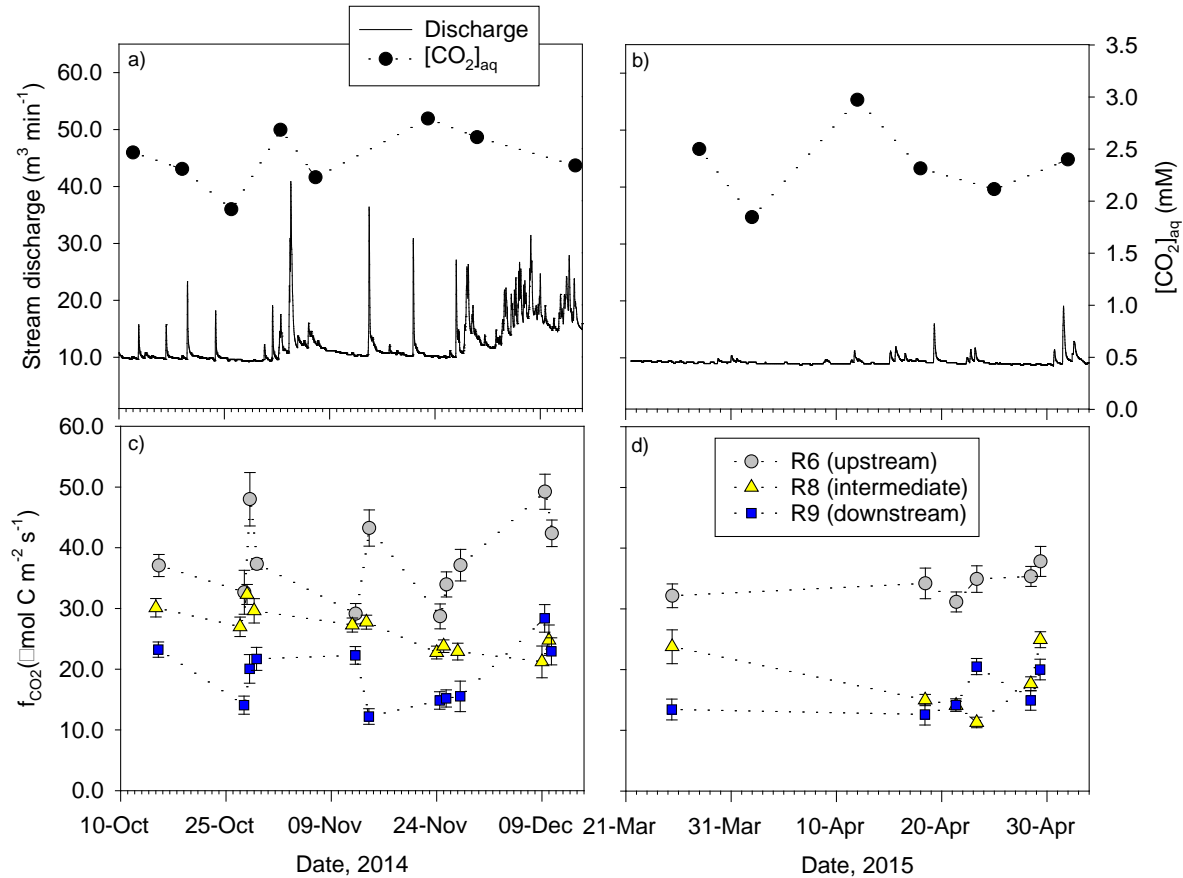 Discharge
[CO2]aq
a)
b)
60.0
50.0
40.0
30.0
20.0
10.0
Stream discharge (m3 min-1)
3.5
3.0
2.5
2.0
1.5
1.0
0.5
0.0
[CO2]aq (mM)
c)
d)
R6 (upstream)
R8 (intermediate)
R9 (downstream)
60.0
50.0
40.0
30.0
20.0
10.0
0.0
fCO2(□mol C m-2 s-1)
10-Oct 25-Oct 09-Nov 24-Nov 09-Dec
21-Mar 31-Mar 10-Apr 20-Apr 30-Apr
Date, 2014
Date, 2015